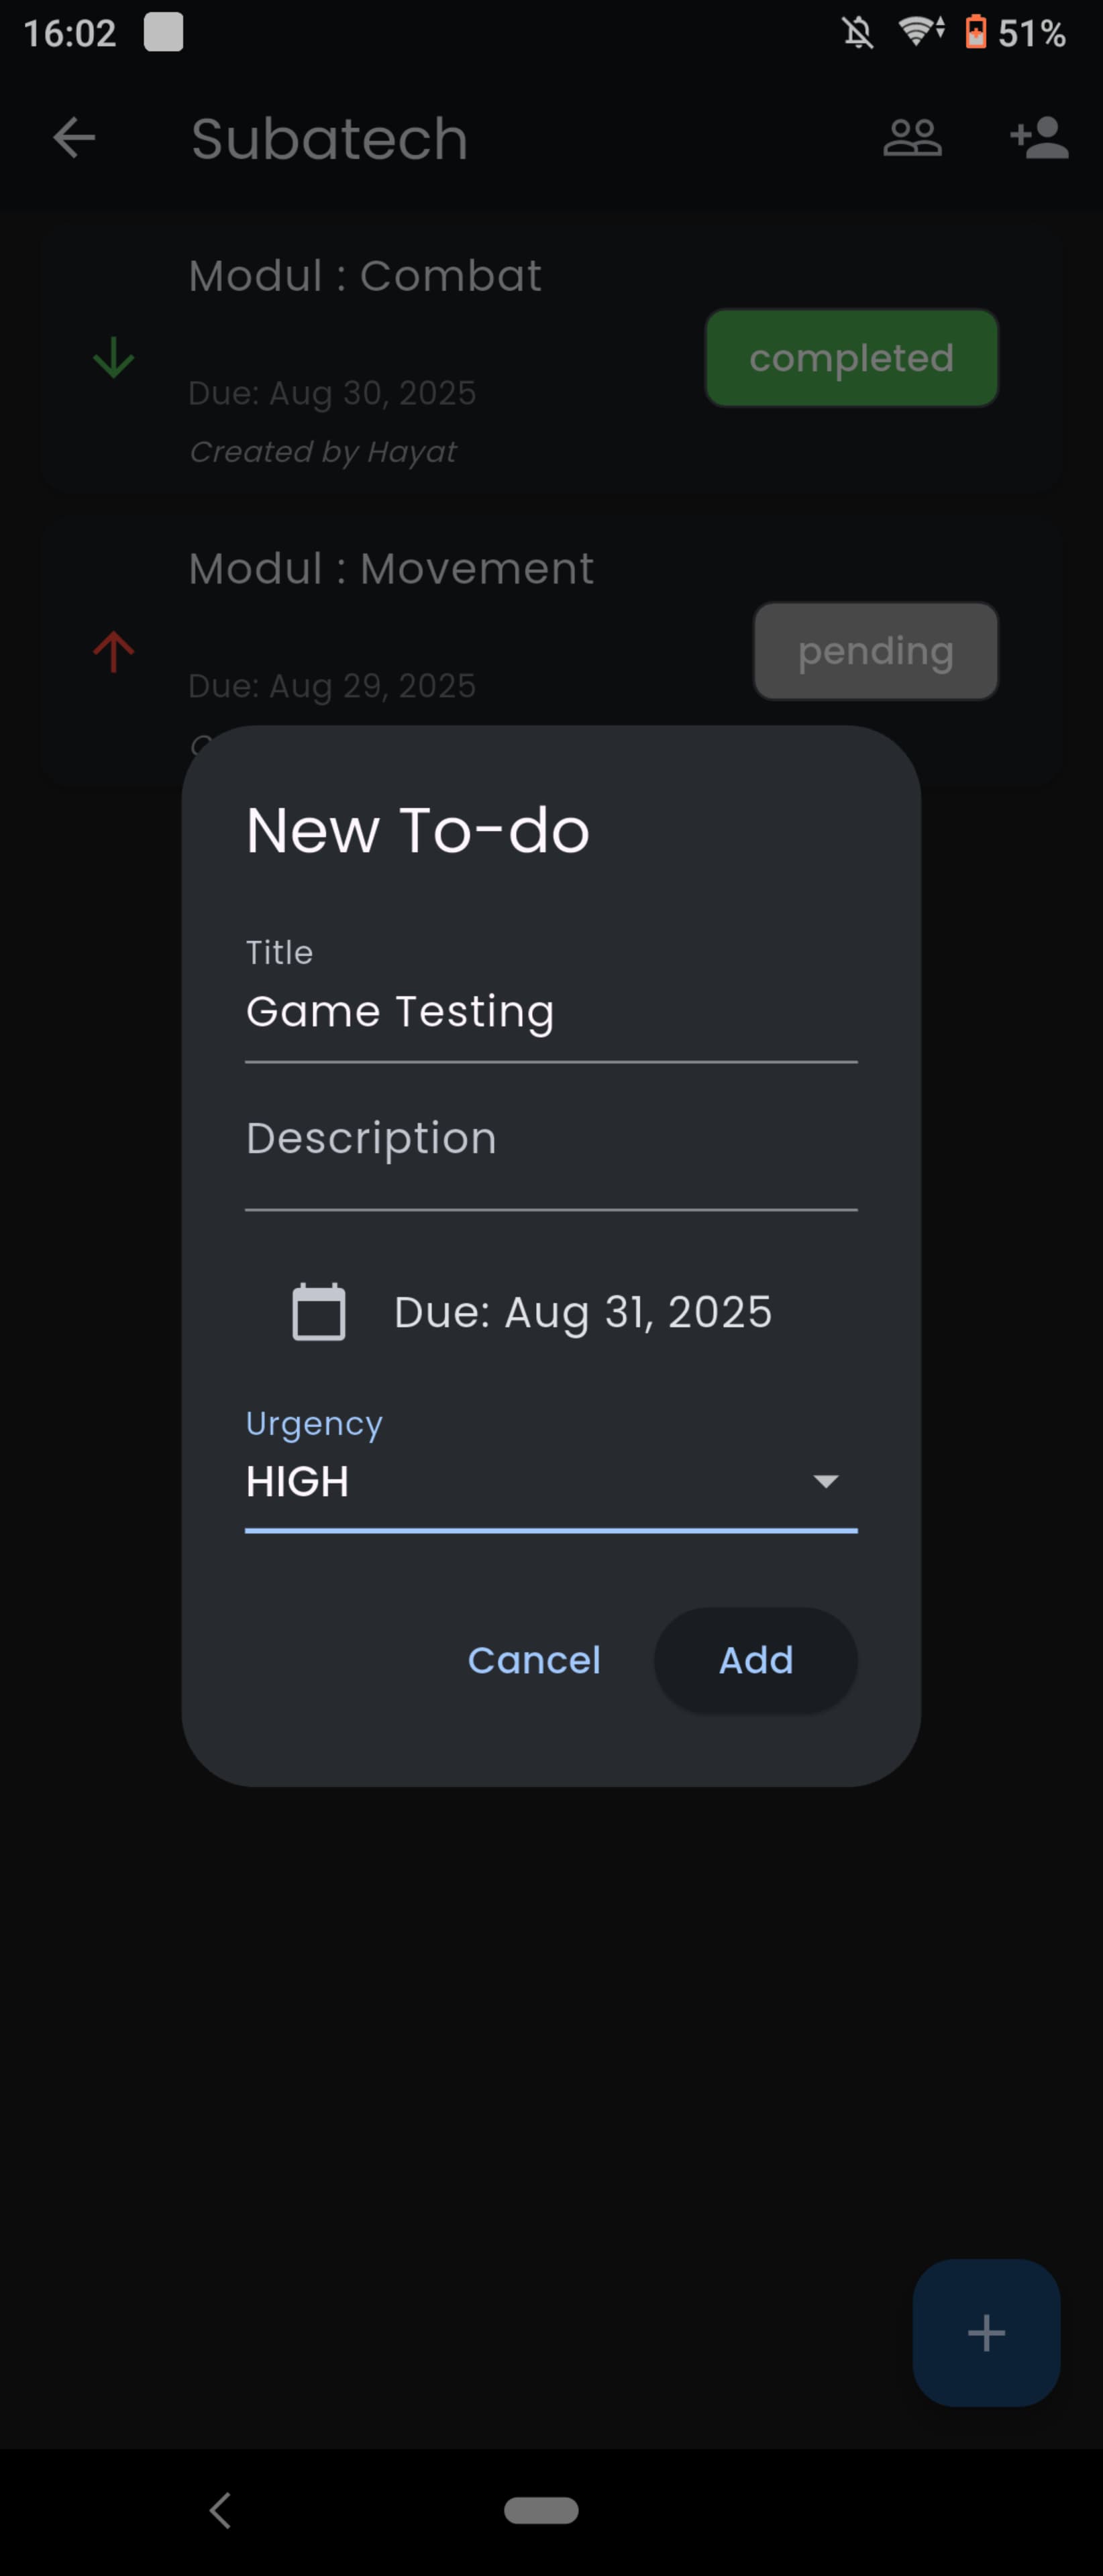 16:02
51%
Subatech
Modul : Combat
completed
Due: Aug 30, 2025
Created by Hayat
Modul : Movement
pending
Due: Aug 29, 2025
New To-do
Title
Game Testing
Description
Due: Aug 31, 2025
Urgency
HIGH
Cancel
Add